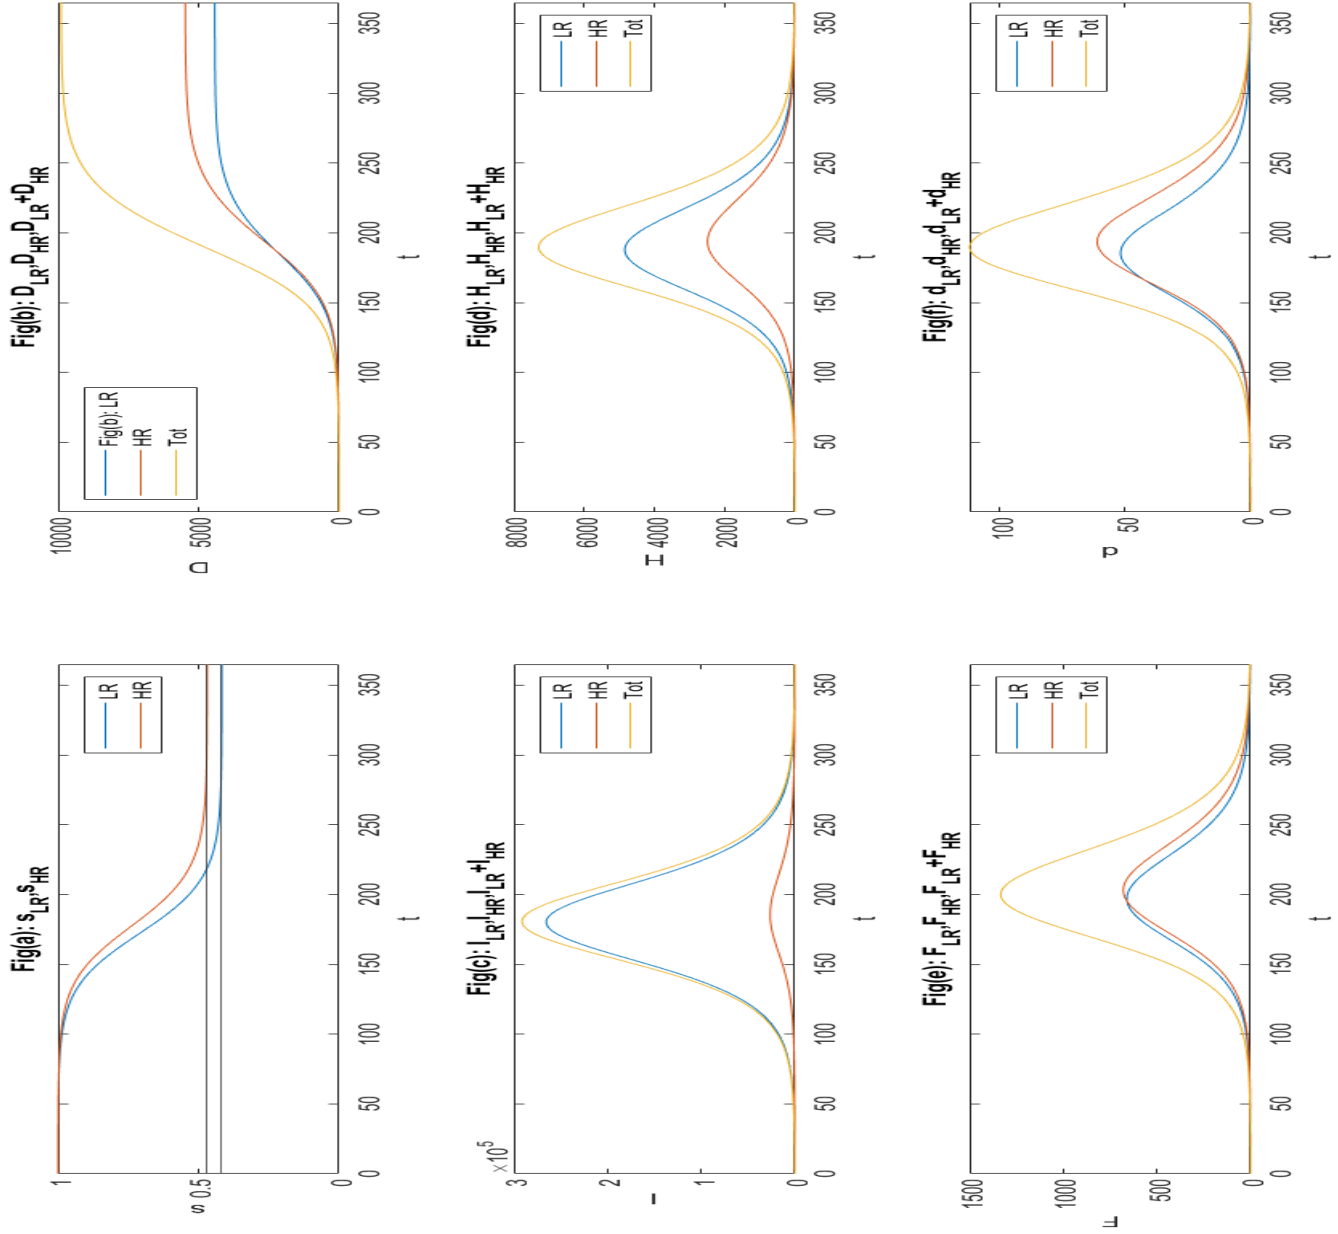 Fig(a): s_LR,s_HR
1
0.5
0
s
0
50
100
150
200
250
300
350
t
LR
HR
Fig(b): D_LR,D_HR,D_LR+D_HR
10000
5000
0
D
0
50
100
150
200
250
300
350
t
Fig(b): LR
HR
Tot
Fig(c): I_LR,I_HR,I_LR+I_HR
×10^5
3
2
1
0
I
0
50
100
150
200
250
300
350
t
LR
HR
Tot
Fig(d): H_LR,H_HR,H_LR+H_HR
8000
6000
4000
2000
0
H
0
50
100
150
200
250
300
350
t
LR
HR
Tot
Fig(e): F_LR,F_HR,F_LR+F_HR
1500
1000
500
0
F
0
50
100
150
200
250
300
350
t
LR
HR
Tot
Fig(f): d_LR,d_HR,d_LR+d_HR
100
50
0
d
0
50
100
150
200
250
300
350
t
LR
HR
Tot